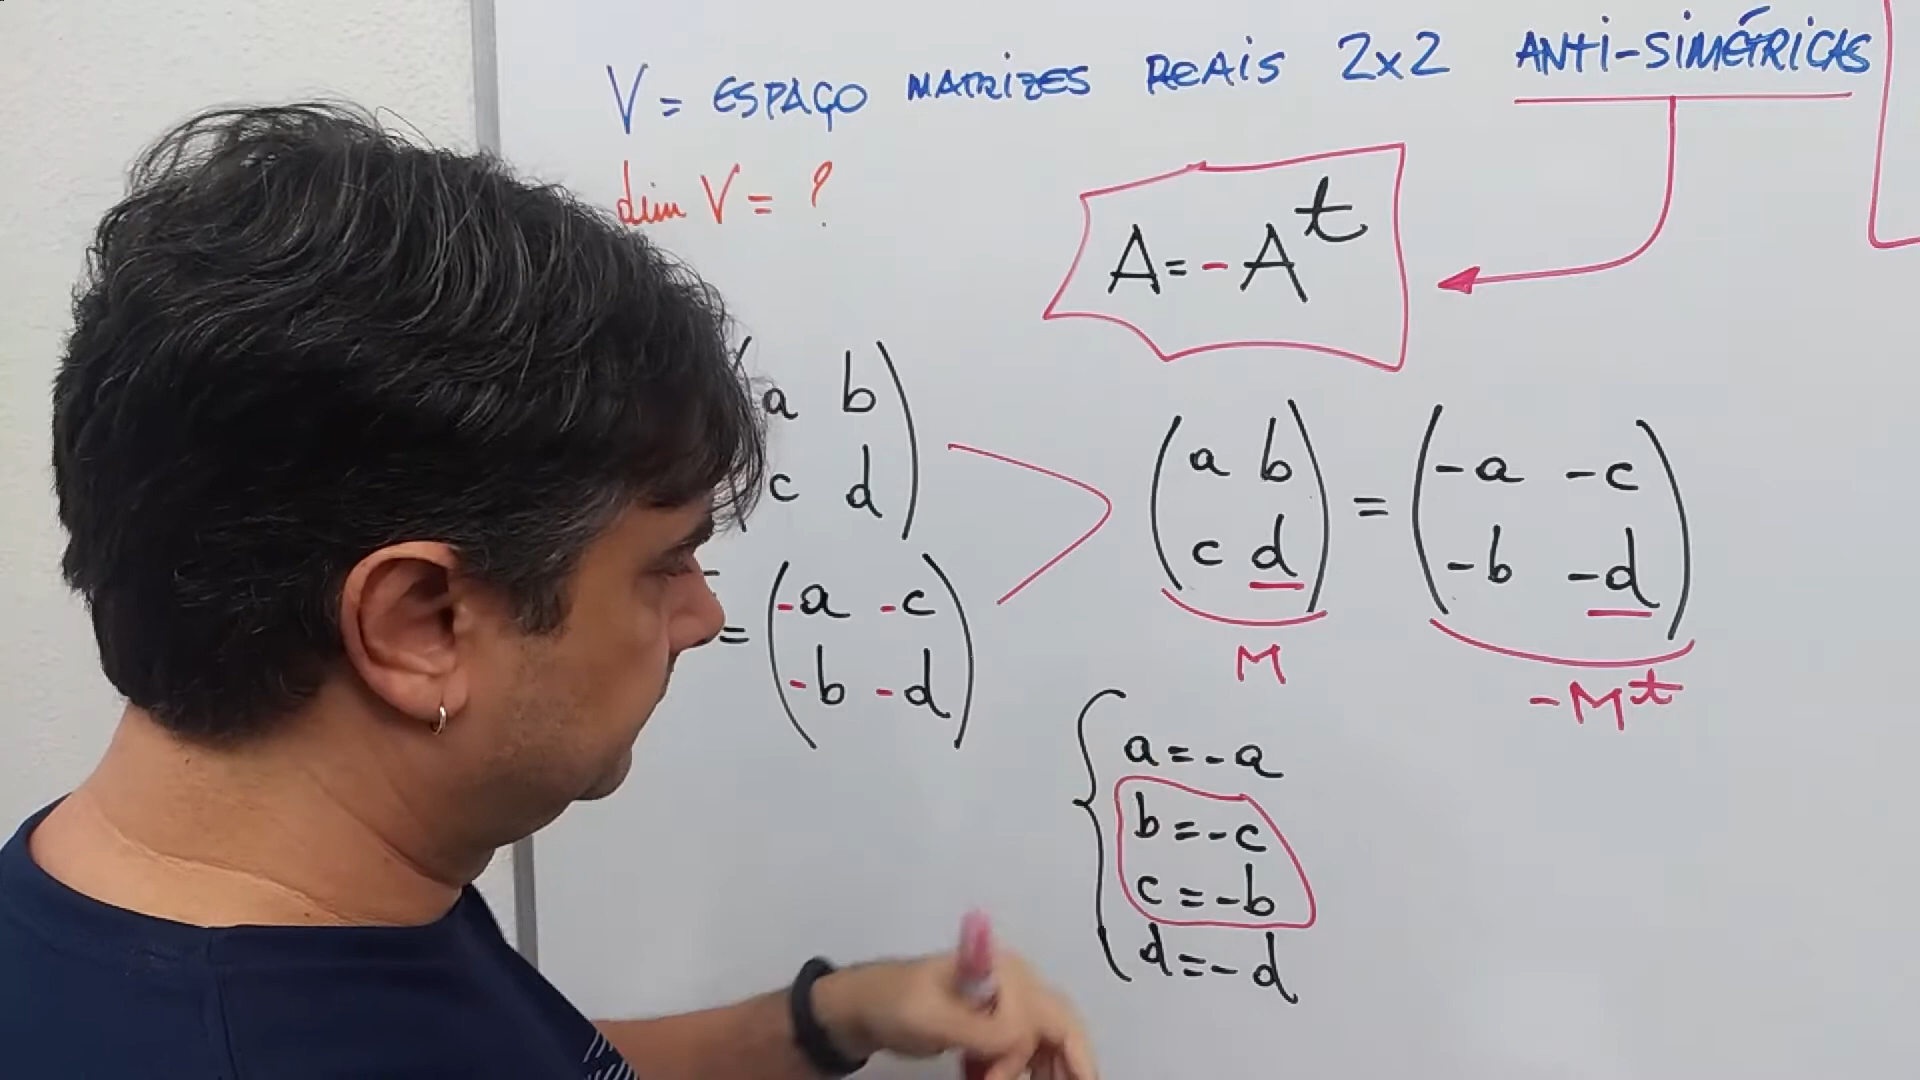 V = ESPAÇO MATRIZES REAIS 2x2 ANTI-SIMÉTRICAS
dim V = ?
A = -A^t
(a b
c d)
= (-a -c
-b -d)
(a b
c d) = (-a -c
-b -d)
M
-M^t
{ a = -a
b = -c
c = -b
d = -d